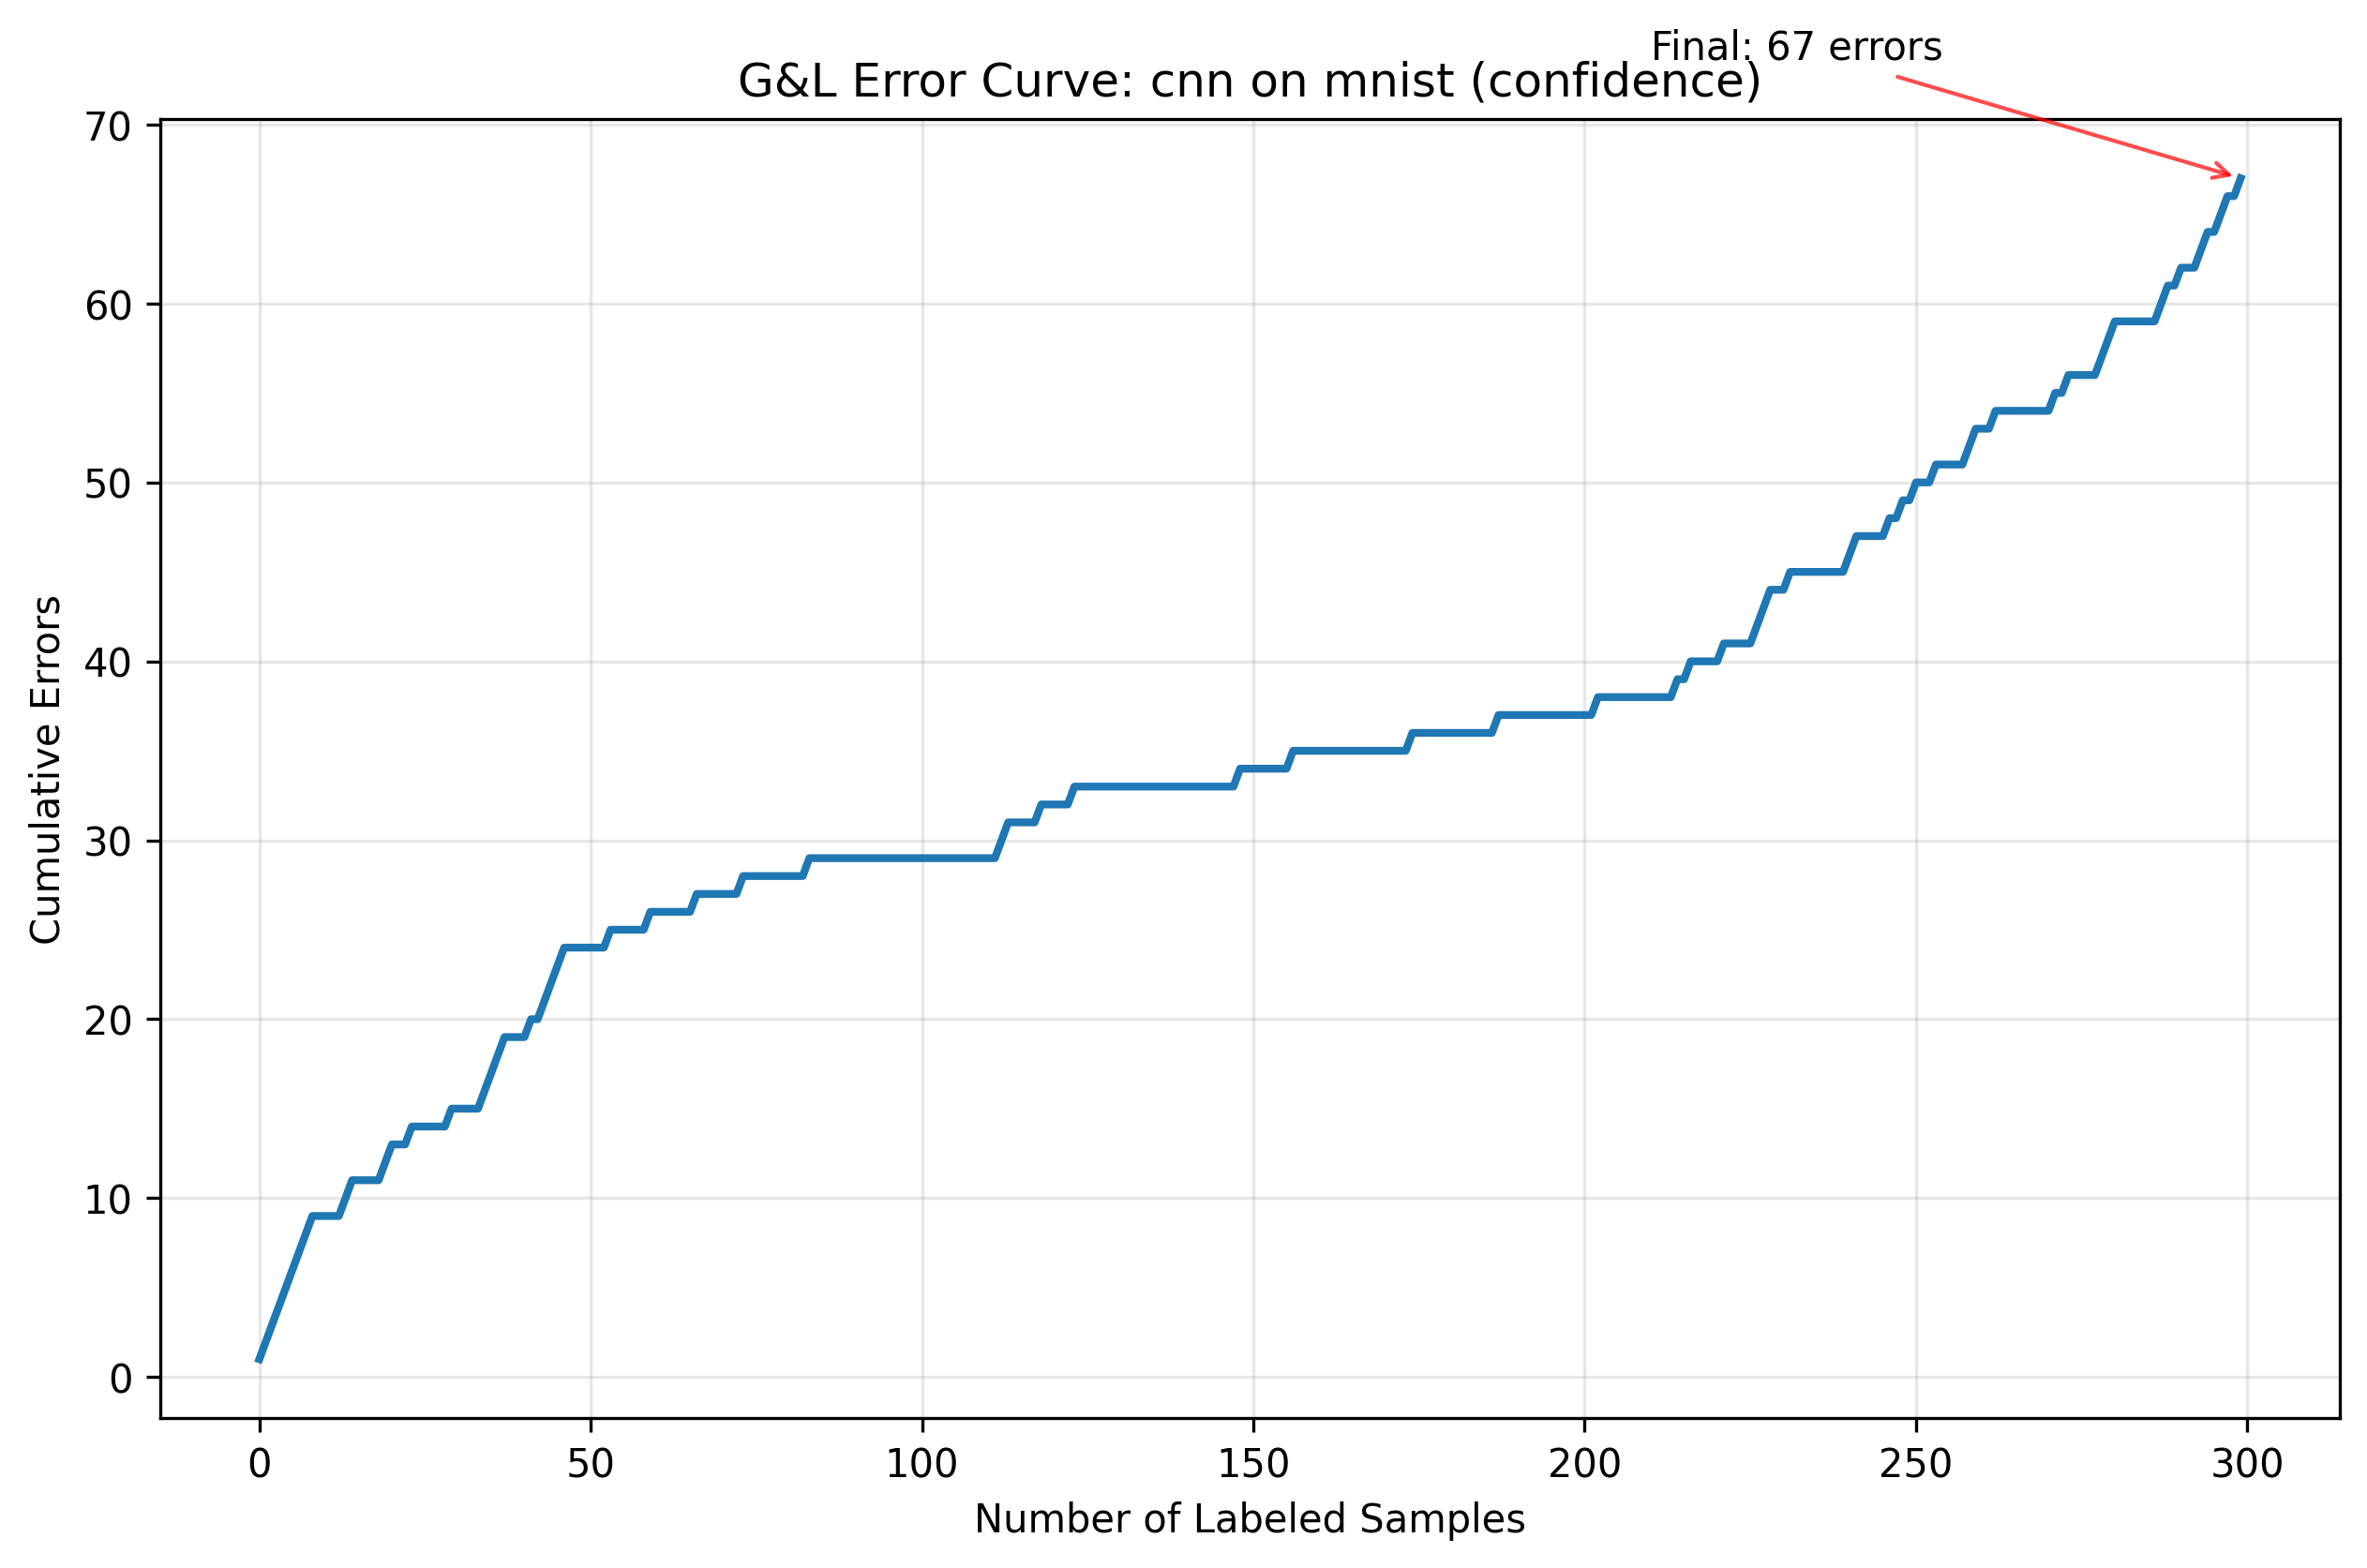 Final: 67 errors
G&L Error Curve: cnn on mnist (confidence)
70
60
50
40
30
20
10
0
Cumulative Errors
0 50 100 150 200 250 300
Number of Labeled Samples